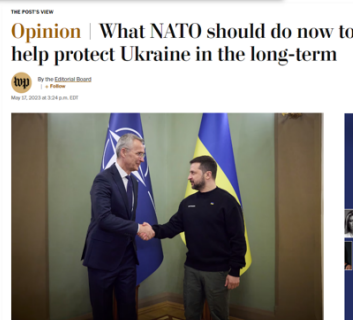 THE POST'S VIEW
Opinion | What NATO should do now to
help protect Ukraine in the long-term
wp
By the Editorial Board
+ Follow
May 17, 2023 at 3:24 p.m. EDT